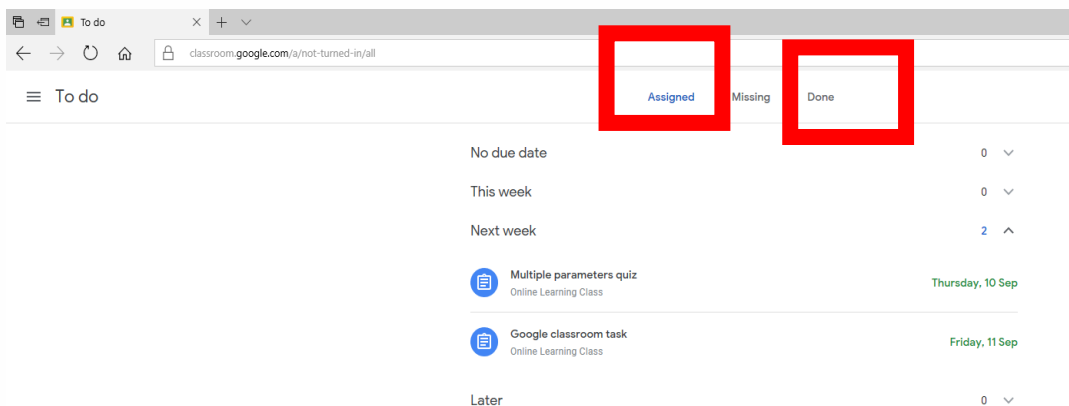 To do
classroom.google.com/a/not-turned-in/all
To do Assigned Missing Done
No due date 0
This week 0
Next week 2
Multiple parameters quiz
Online Learning Class
Thursday, 10 Sep
Google classroom task
Online Learning Class
Friday, 11 Sep
Later 0